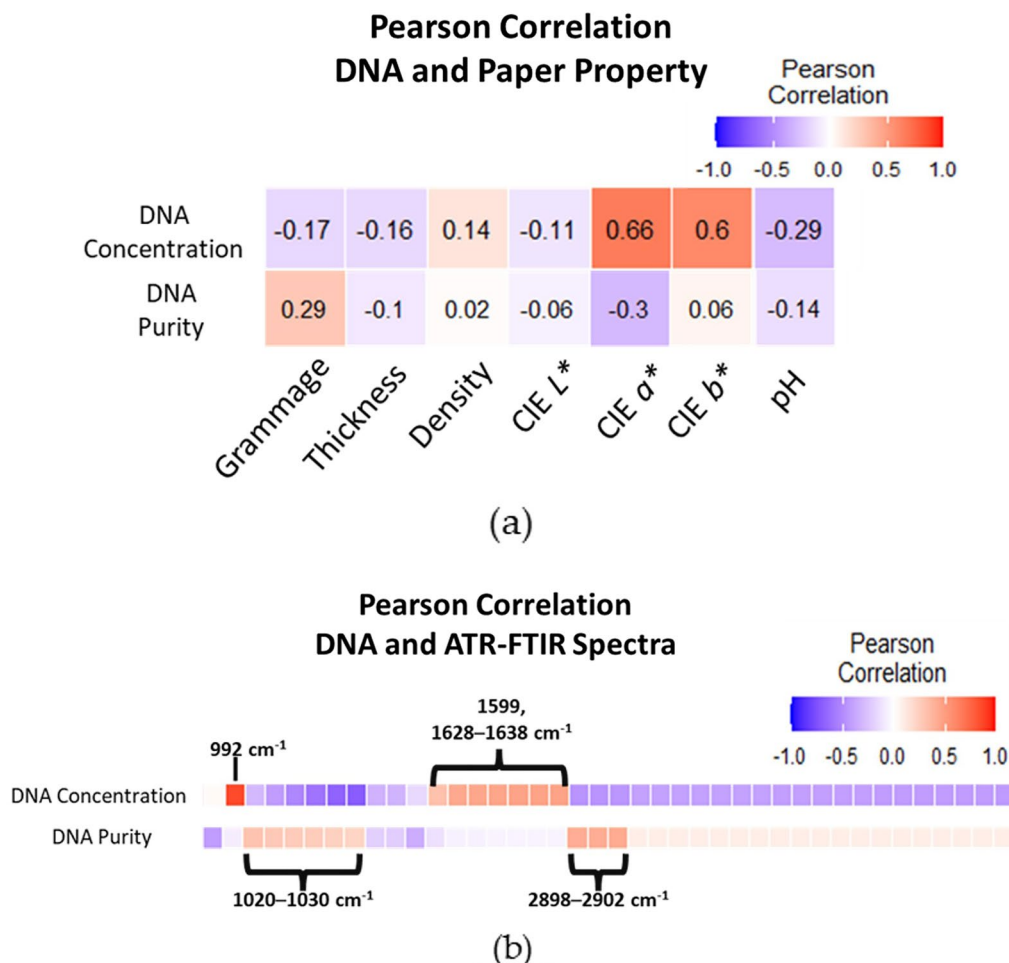 Pearson Correlation
DNA and Paper Property
Pearson
Correlation
-1.0 -0.5 0.0 0.5 1.0
DNA
Concentration
-0.17 -0.16 0.14 -0.11 0.66 0.6 -0.29
DNA
Purity
0.29 -0.1 0.02 -0.06 -0.3 0.06 -0.14
Grammage Thickness Density CIE L* CIE a* CIE b* pH
(a)
Pearson Correlation
DNA and ATR-FTIR Spectra
Pearson
Correlation
-1.0 -0.5 0.0 0.5 1.0
1599,
1628–1638 cm⁻¹
992 cm⁻¹
DNA Concentration
DNA Purity
1020–1030 cm⁻¹ 2898–2902 cm⁻¹
(b)